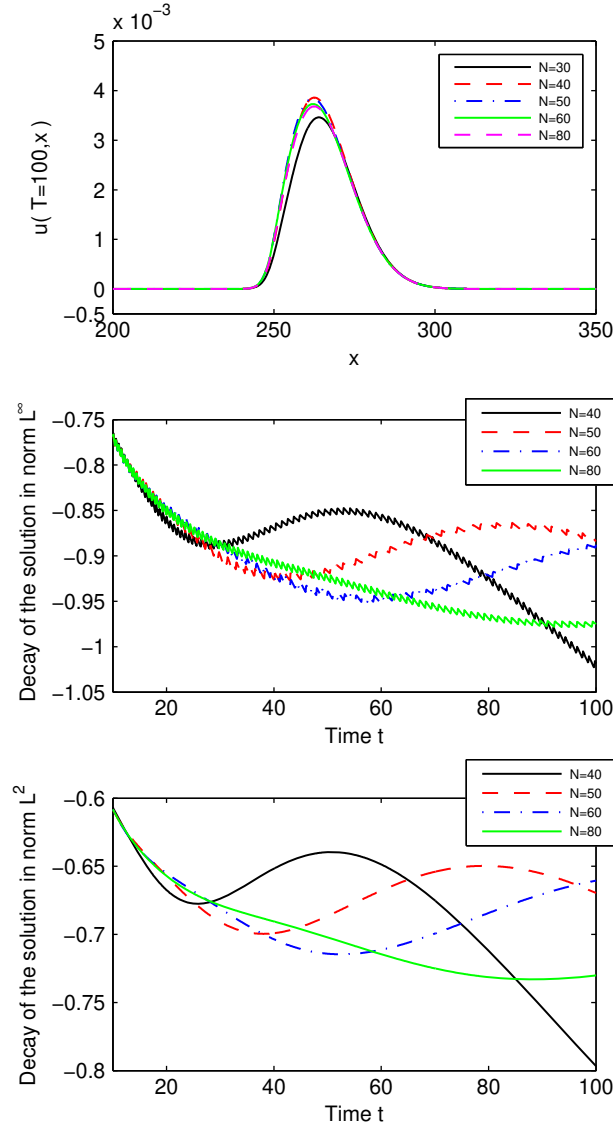 x 10⁻³
5
4
3
2
1
0
−0.5
200
250
300
350
u( T=100,x )
x
N=30
N=40
N=50
N=60
N=80
−0.75
−0.8
−0.85
−0.9
−0.95
−1
−1.05
20
40
60
80
100
Decay of the solution in norm L∞
Time t
N=40
N=50
N=60
N=80
−0.6
−0.65
−0.7
−0.75
−0.8
20
40
60
80
100
Decay of the solution in norm L²
Time t
N=40
N=50
N=60
N=80